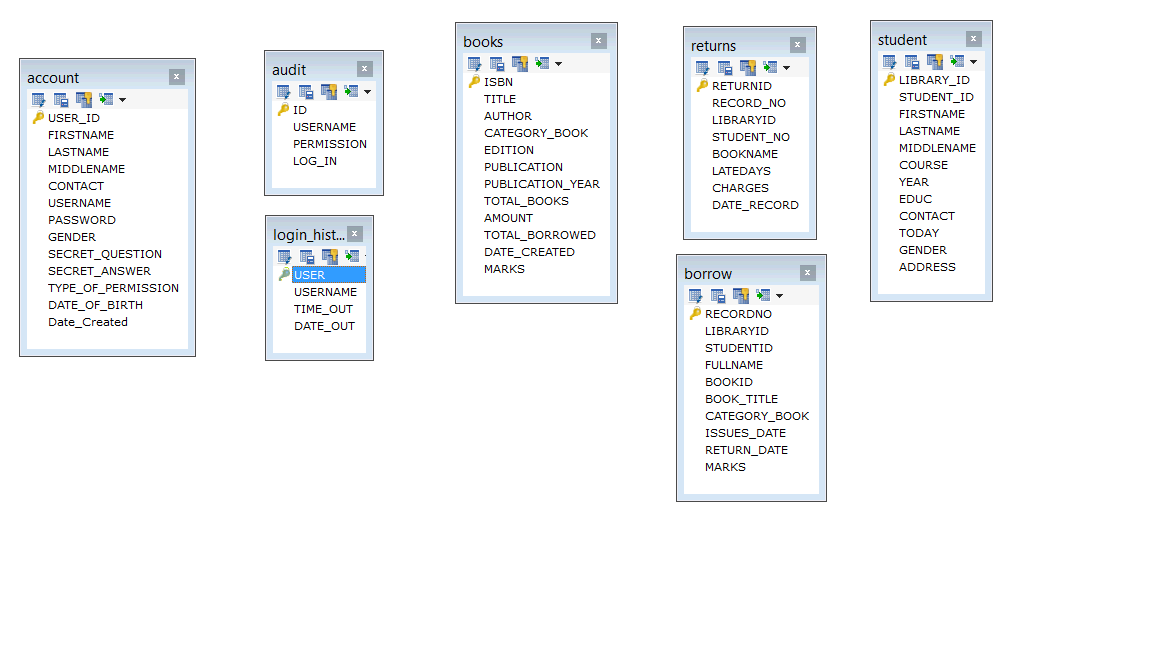 account
USER_ID
FIRSTNAME
LASTNAME
MIDDLENAME
CONTACT
USERNAME
PASSWORD
GENDER
SECRET_QUESTION
SECRET_ANSWER
TYPE_OF_PERMISSION
DATE_OF_BIRTH
Date_Created
audit
ID
USERNAME
PERMISSION
LOG_IN
login_hist...
USER
USERNAME
TIME_OUT
DATE_OUT
books
ISBN
TITLE
AUTHOR
CATEGORY_BOOK
EDITION
PUBLICATION
PUBLICATION_YEAR
TOTAL_BOOKS
AMOUNT
TOTAL_BORROWED
DATE_CREATED
MARKS
returns
RETURNID
RECORD_NO
LIBRARYID
STUDENT_NO
BOOKNAME
LATEDAYS
CHARGES
DATE_RECORD
borrow
RECORDNO
LIBRARYID
STUDENTID
FULLNAME
BOOKID
BOOK_TITLE
CATEGORY_BOOK
ISSUES_DATE
RETURN_DATE
MARKS
student
LIBRARY_ID
STUDENT_ID
FIRSTNAME
LASTNAME
MIDDLENAME
COURSE
YEAR
EDUC
CONTACT
TODAY
GENDER
ADDRESS